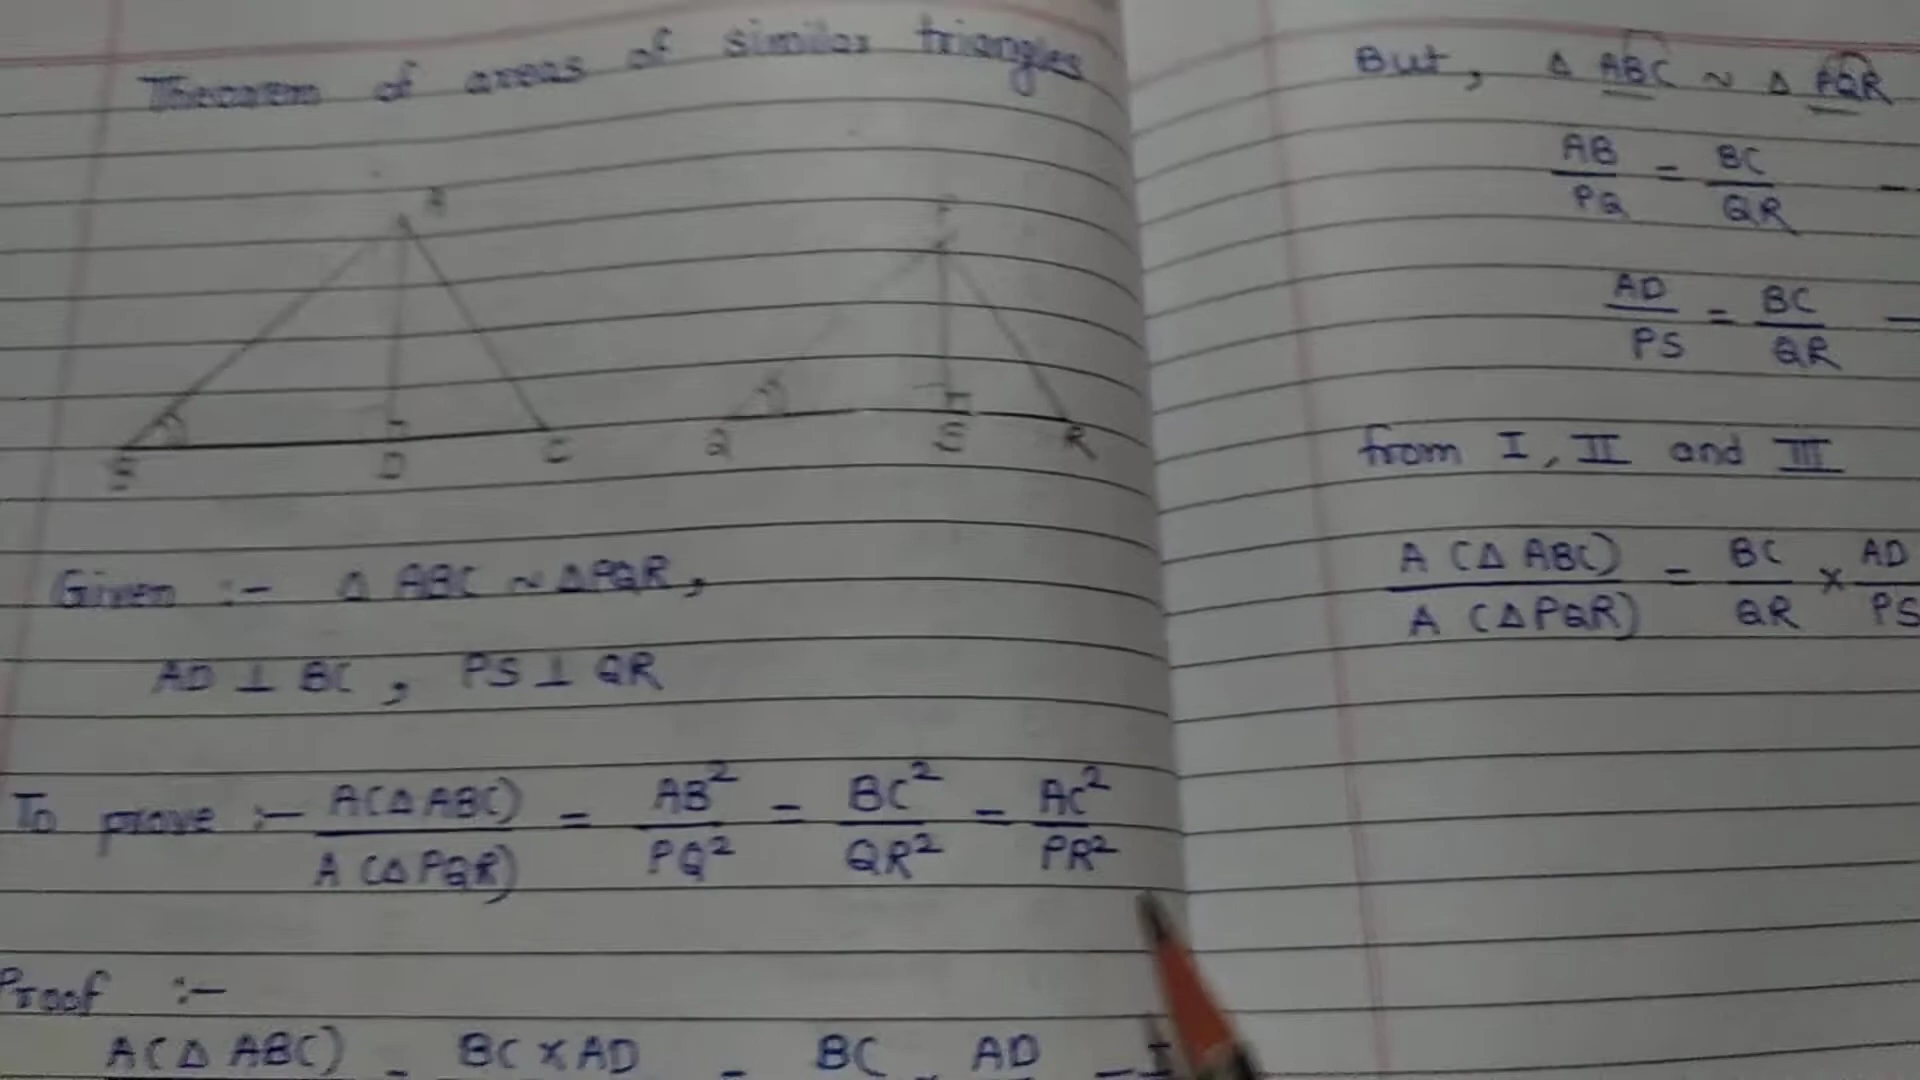 Theorem of areas of similar triangles
A
P
B D C Q S R
Given :- Δ ABC ~ Δ PQR,
AD ⊥ BC , PS ⊥ QR
To prove :- A(Δ ABC) / A (Δ PQR) = AB² / PQ² = BC² / QR² = AC² / PR²
Proof :-
A(Δ ABC) = BC × AD = BC AD — I
But, Δ ABC ~ Δ PQR
AB / PQ = BC / QR —
AD / PS = BC / QR —
from I, II and III
A (Δ ABC) / A (Δ PQR) = BC / QR × AD / PS